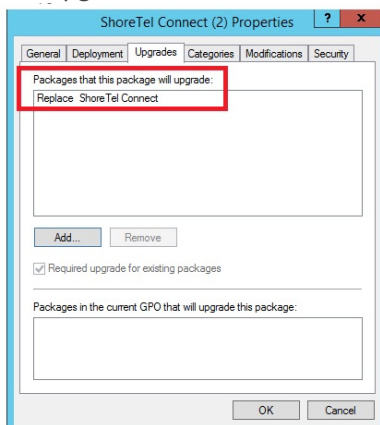 ShoreTel Connect (2) Properties ? x
General Deployment Upgrades Categories Modifications Security
Packages that this package will upgrade:
Replace ShoreTel Connect
Add... Remove
Required upgrade for existing packages
Packages in the current GPO that will upgrade this package:
OK Cancel